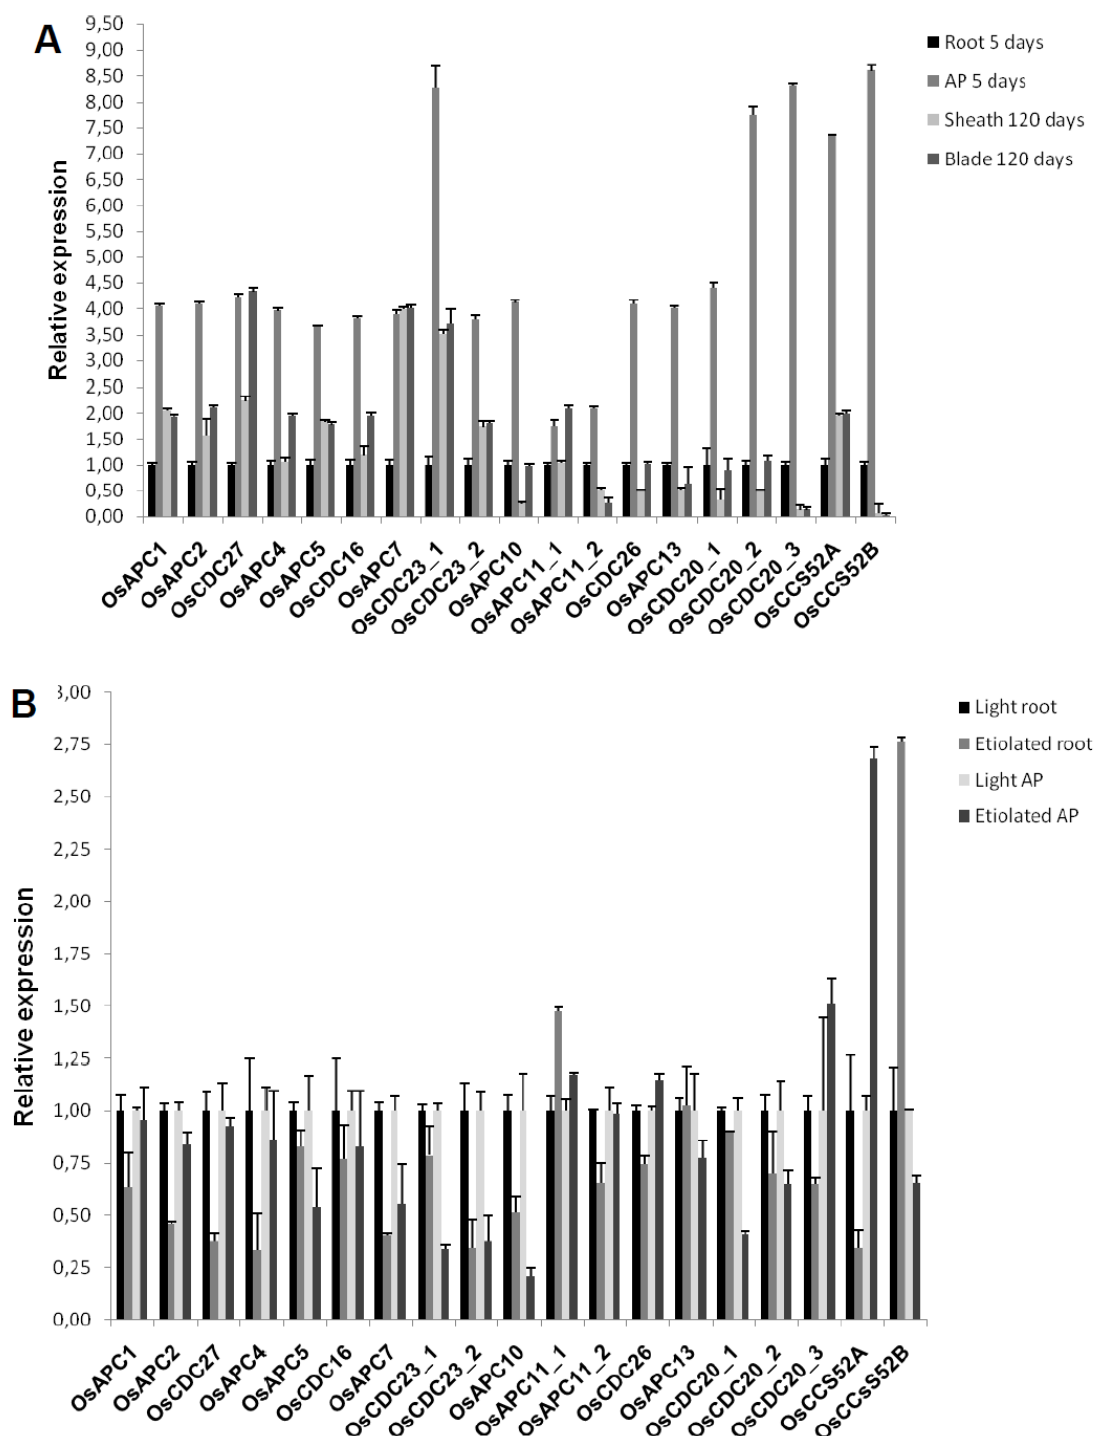 A
Relative expression
9,50
9,00
8,50
8,00
7,50
7,00
6,50
6,00
5,50
5,00
4,50
4,00
3,50
3,00
2,50
2,00
1,50
1,00
0,50
0,00
Root 5 days
AP 5 days
Sheath 120 days
Blade 120 days
OsAPC1
OsAPC2
OsCDC27
OsAPC4
OsAPC5
OsCDC16
OsAPC7
OsCDC23_1
OsCDC23_2
OsAPC10
OsAPC11_1
OsAPC11_2
OsCDC26
OsAPC13
OsCDC20_1
OsCDC20_2
OsCDC20_3
OsCCS52A
OsCCS52B
B
Relative expression
3,00
2,75
2,50
2,25
2,00
1,75
1,50
1,25
1,00
0,75
0,50
0,25
0,00
Light root
Etiolated root
Light AP
Etiolated AP
OsAPC1
OsAPC2
OsCDC27
OsAPC4
OsAPC5
OsCDC16
OsAPC7
OsCDC23_1
OsCDC23_2
OsAPC10
OsAPC11_1
OsAPC11_2
OsCDC26
OsAPC13
OsCDC20_1
OsCDC20_2
OsCDC20_3
OsCCS52A
OsCCsS52B